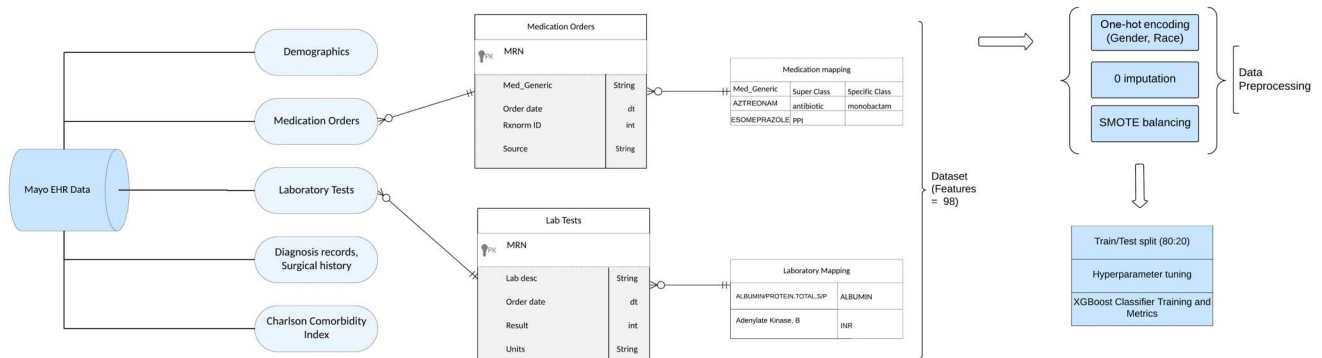 Mayo EHR Data
Demographics
Medication Orders
Laboratory Tests
Diagnosis records,
Surgical history
Charlson Comorbidity
Index
Medication Orders
PK MRN
Med_Generic String
Order date dt
Rxnorm ID int
Source String
Lab Tests
PK MRN
Lab desc String
Order date dt
Result int
Units String
Medication mapping
Med_Generic Super Class Specific Class
AZTREONAM antibiotic monobactam
ESOMEPRAZOLE PPI
Laboratory Mapping
ALBUMIN/PROTEIN.TOTAL,S/P ALBUMIN
Adenylate Kinase, B INR
Dataset
(Features
= 98)
One-hot encoding
(Gender, Race)
0 imputation
SMOTE balancing
Data
Preprocessing
Train/Test split (80:20)
Hyperparameter tuning
XGBoost Classifier Training and
Metrics